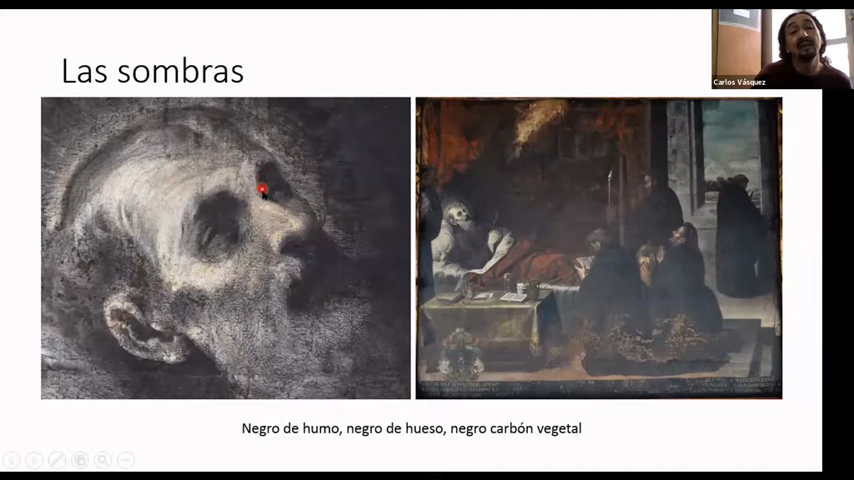 Las sombras
Carlos Vásquez
Negro de humo, negro de hueso, negro carbón vegetal